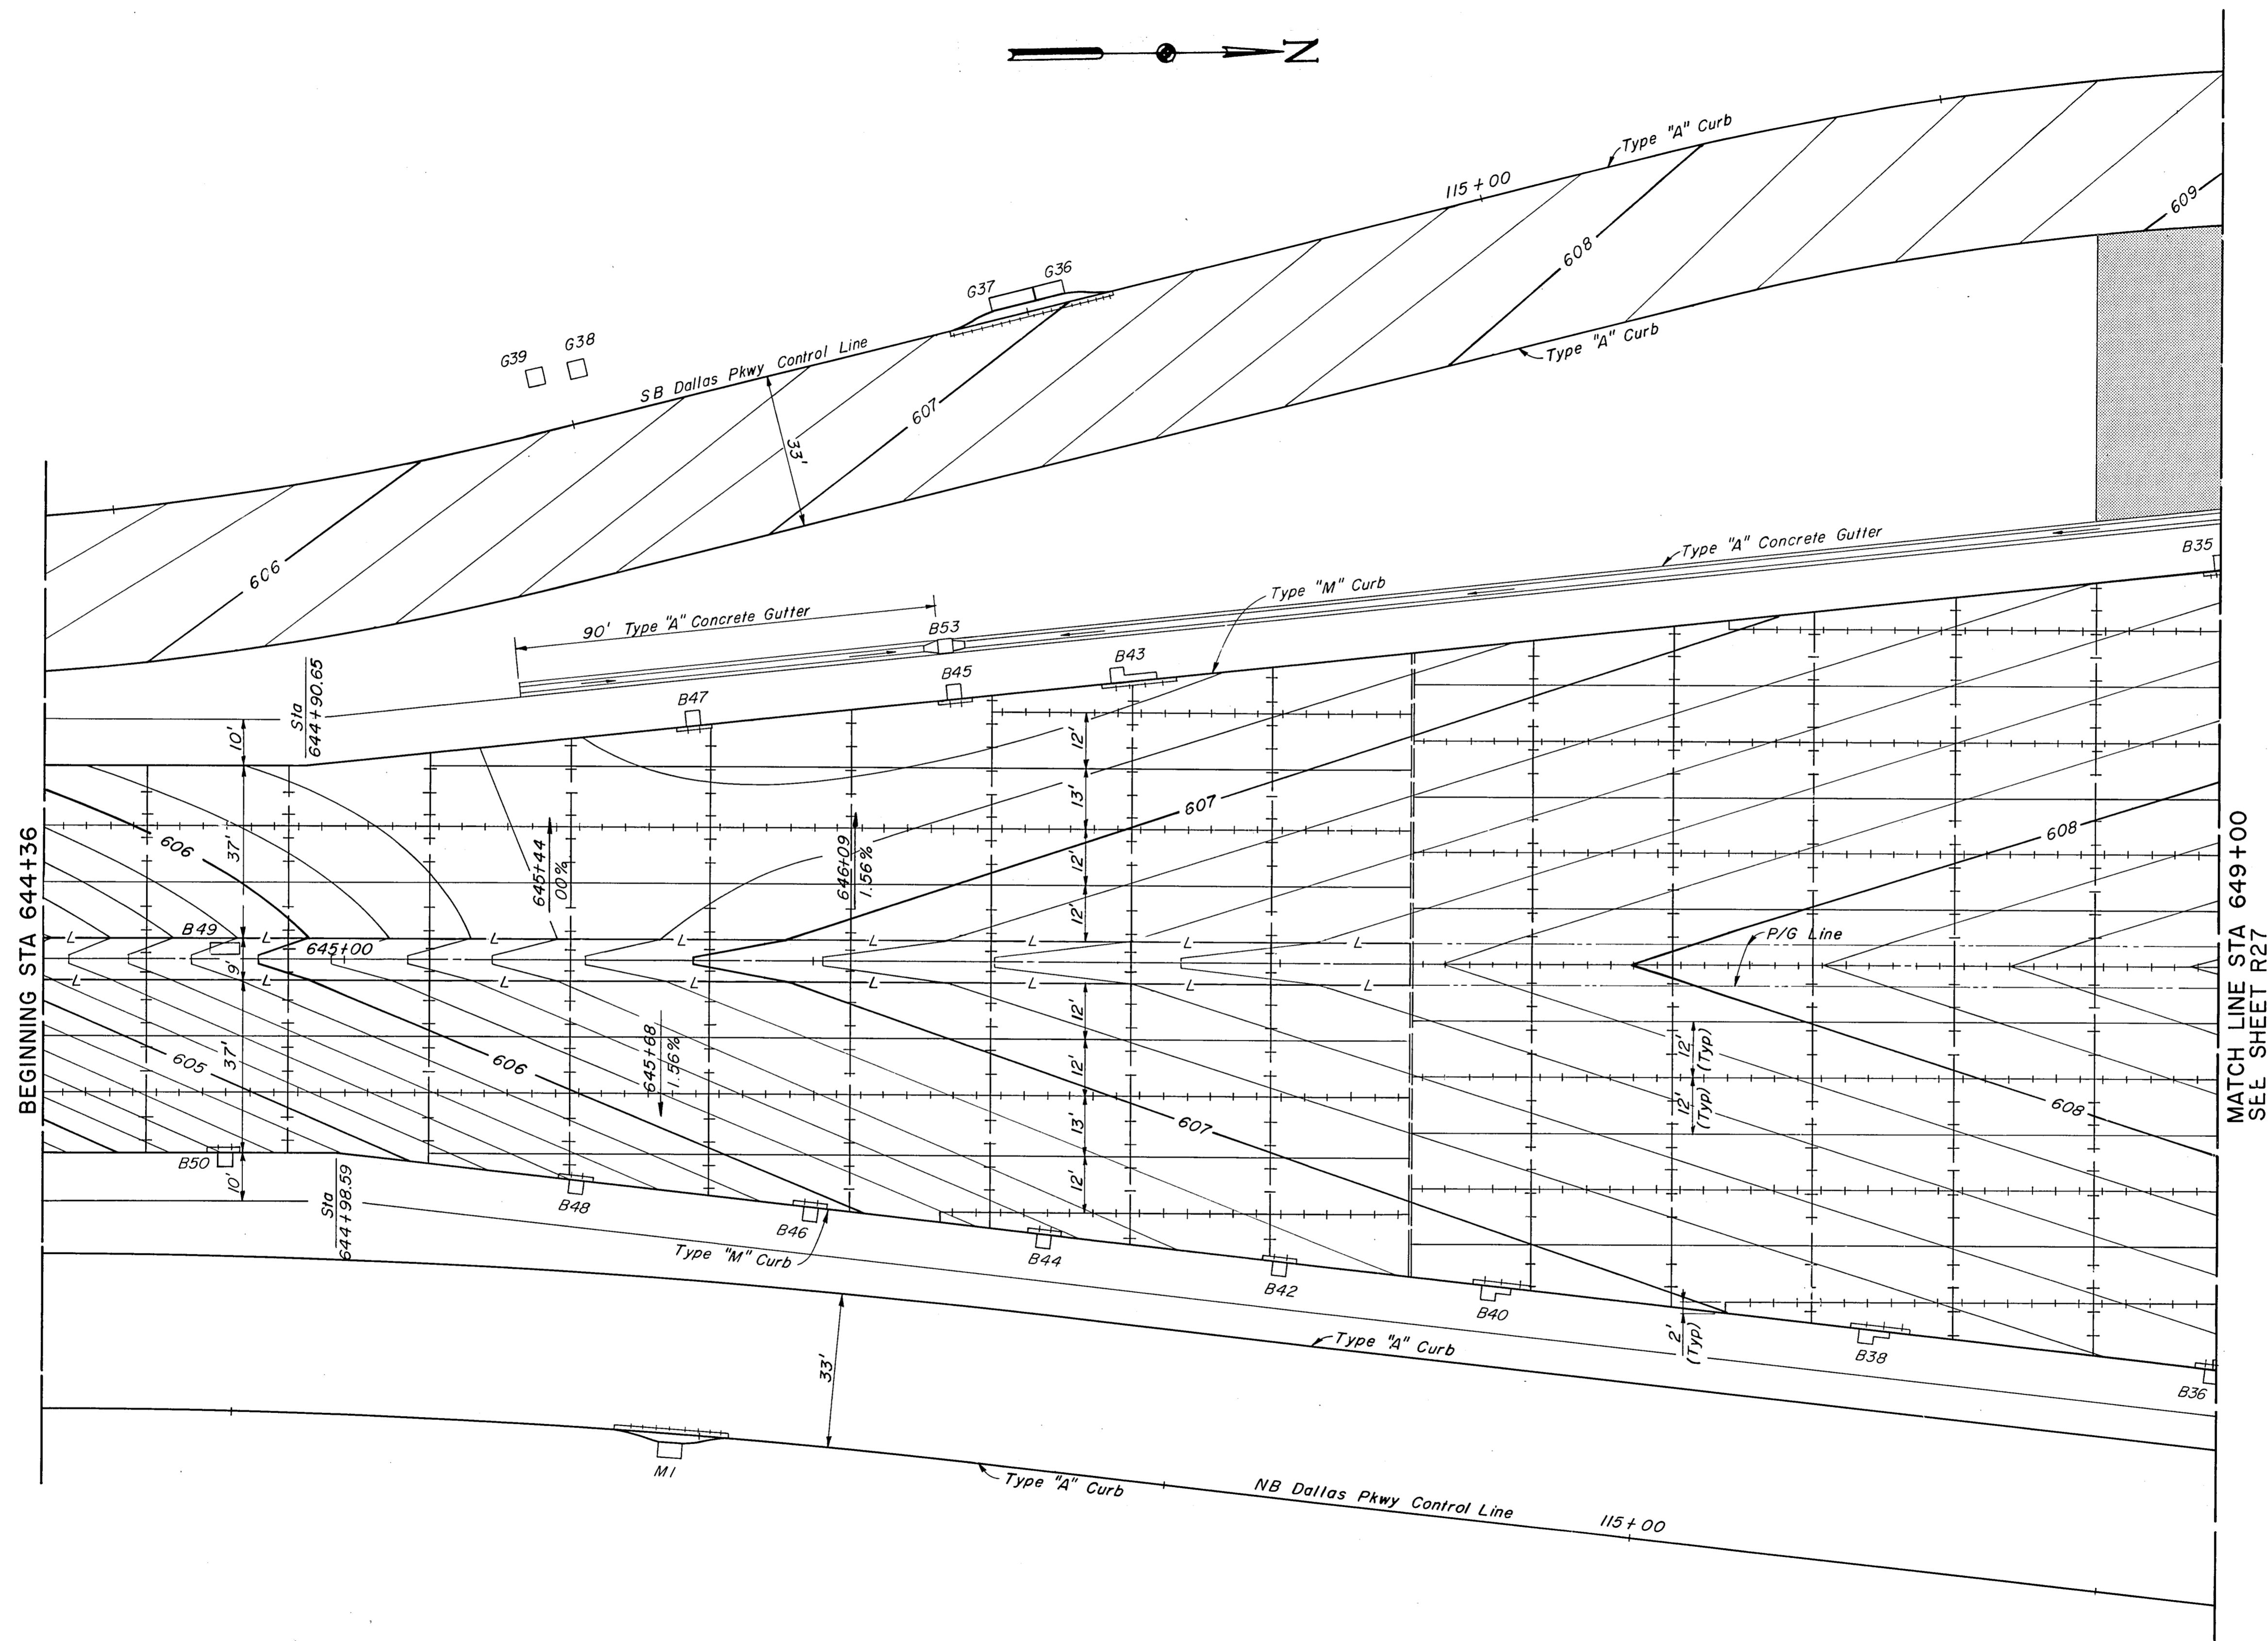 N
Type "A" Curb
115+00
609
608
G37
G36
G39
G38
SB Dallas Pkwy Control Line
Type "A" Curb
607
33'
606
Type "A" Concrete Gutter
B35
Type "M" Curb
90' Type "A" Concrete Gutter
B53
B43
B45
B47
Sta
644+90.65
10'
12'
13'
607
608
37'
606
645+44
00%
646+09
1.56%
12'
12'
BEGINNING STA 644+36
MATCH LINE STA 649+00
SEE SHEET R27
L
L
L
L
L
L
L
L
B49
645+00
P/G Line
9'
L
L
L
L
L
L
L
L
12'
12'
(Typ)
12'
(Typ)
605
37'
606
645+68
1.56%
12'
13'
607
608
12'
B50
10'
Sta
644+98.59
B48
B46
Type "M" Curb
B44
B42
B40
2'
(Typ)
B38
B36
Type "A" Curb
33'
M1
Type "A" Curb
NB Dallas Pkwy Control Line
115+00